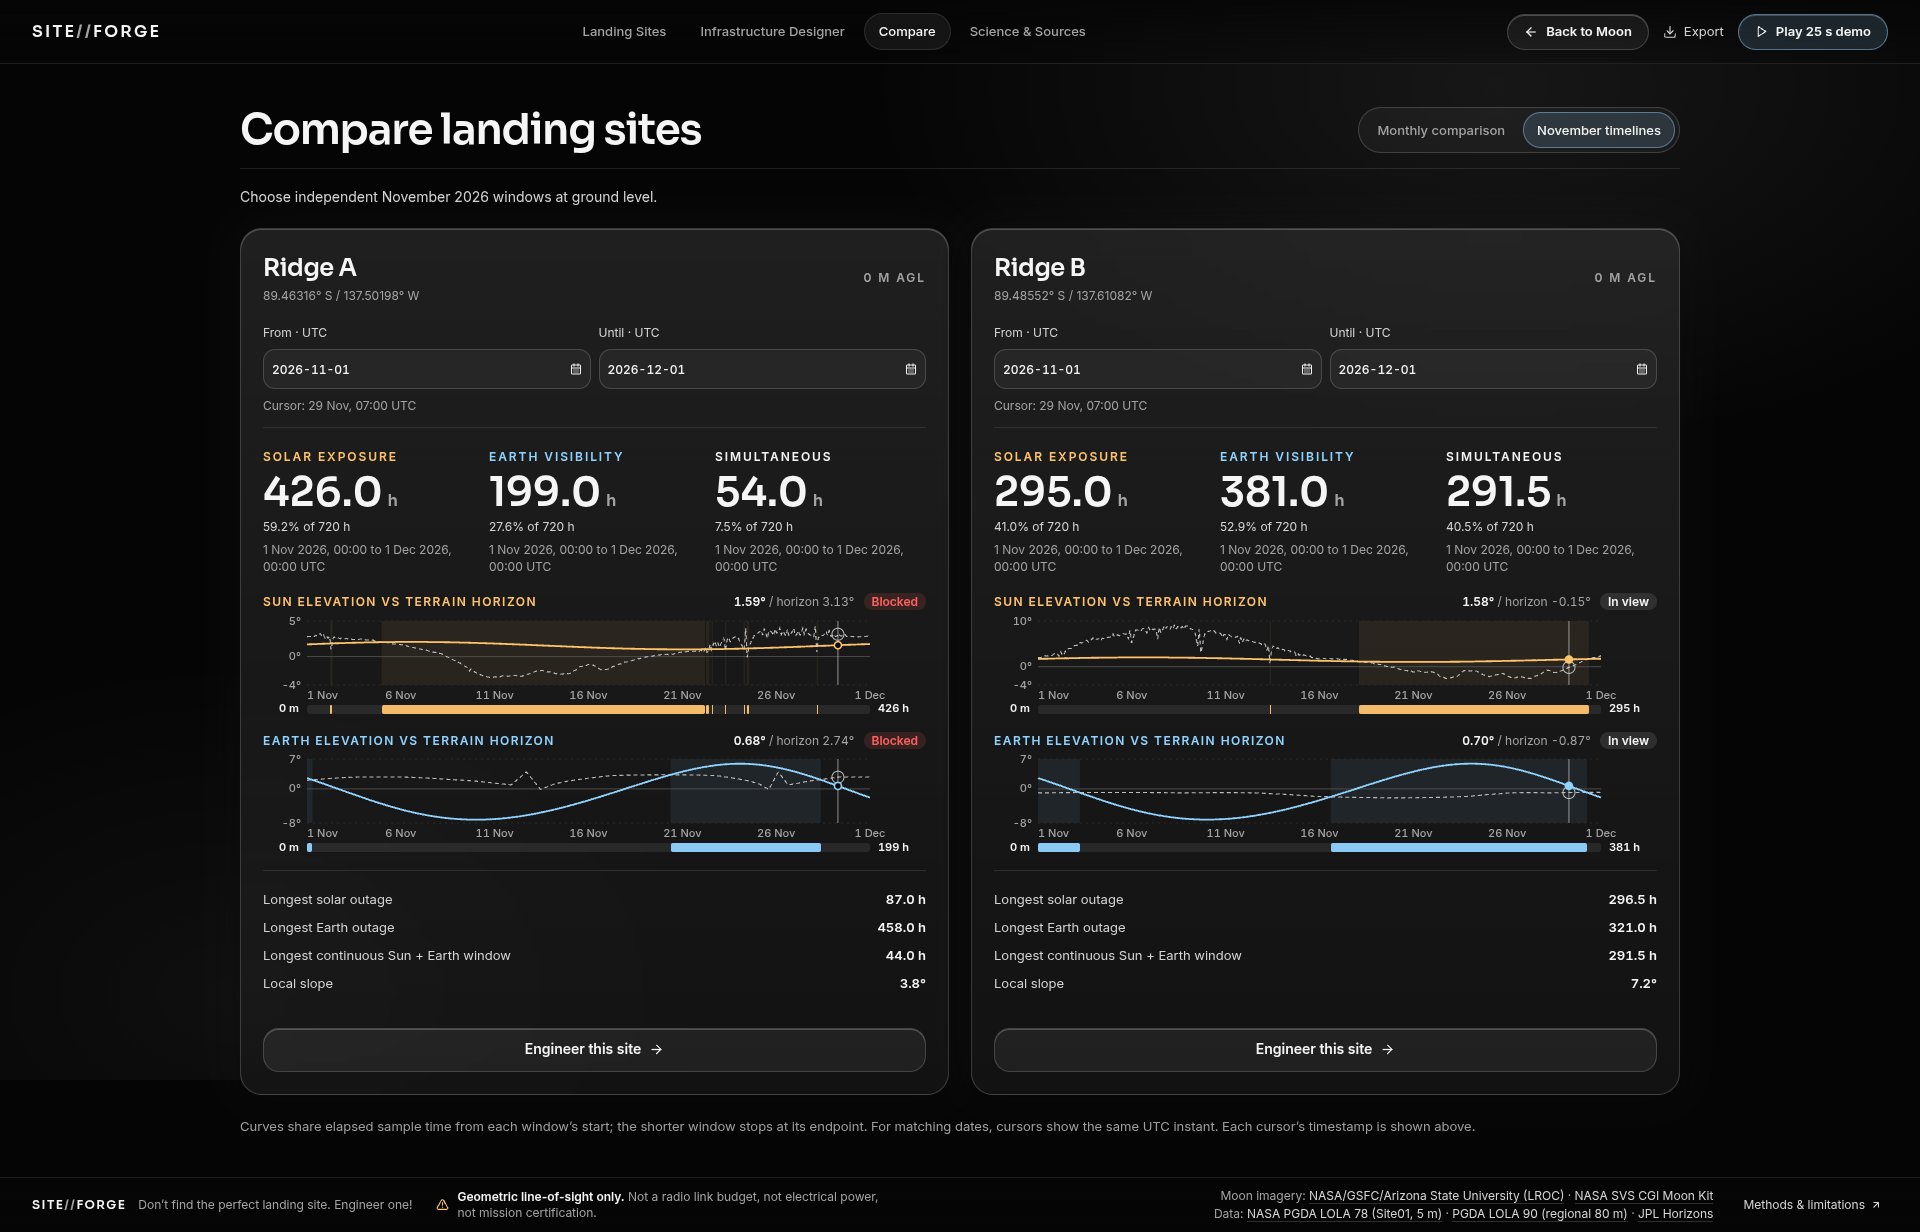 SITE//FORGE
Landing Sites
Infrastructure Designer
Compare
Science & Sources
Back to Moon
Export
Play 25 s demo
Compare landing sites
Monthly comparison
November timelines
Choose independent November 2026 windows at ground level.
Ridge A
0 M AGL
89.46316° S / 137.50198° W
From · UTC
Until · UTC
2026-11-01
2026-12-01
Cursor: 29 Nov, 07:00 UTC
SOLAR EXPOSURE
EARTH VISIBILITY
SIMULTANEOUS
426.0 h
199.0 h
54.0 h
59.2% of 720 h
27.6% of 720 h
7.5% of 720 h
1 Nov 2026, 00:00 to 1 Dec 2026,
00:00 UTC
1 Nov 2026, 00:00 to 1 Dec 2026,
00:00 UTC
1 Nov 2026, 00:00 to 1 Dec 2026,
00:00 UTC
SUN ELEVATION VS TERRAIN HORIZON
1.59° / horizon 3.13°
Blocked
5°
0°
-4°
1 Nov
6 Nov
11 Nov
16 Nov
21 Nov
26 Nov
1 Dec
0 m
426 h
EARTH ELEVATION VS TERRAIN HORIZON
0.68° / horizon 2.74°
Blocked
7°
0°
-8°
1 Nov
6 Nov
11 Nov
16 Nov
21 Nov
26 Nov
1 Dec
0 m
199 h
Longest solar outage
87.0 h
Longest Earth outage
458.0 h
Longest continuous Sun + Earth window
44.0 h
Local slope
3.8°
Engineer this site
Ridge B
0 M AGL
89.48552° S / 137.61082° W
From · UTC
Until · UTC
2026-11-01
2026-12-01
Cursor: 29 Nov, 07:00 UTC
SOLAR EXPOSURE
EARTH VISIBILITY
SIMULTANEOUS
295.0 h
381.0 h
291.5 h
41.0% of 720 h
52.9% of 720 h
40.5% of 720 h
1 Nov 2026, 00:00 to 1 Dec 2026,
00:00 UTC
1 Nov 2026, 00:00 to 1 Dec 2026,
00:00 UTC
1 Nov 2026, 00:00 to 1 Dec 2026,
00:00 UTC
SUN ELEVATION VS TERRAIN HORIZON
1.58° / horizon -0.15°
In view
10°
0°
-4°
1 Nov
6 Nov
11 Nov
16 Nov
21 Nov
26 Nov
1 Dec
0 m
295 h
EARTH ELEVATION VS TERRAIN HORIZON
0.70° / horizon -0.87°
In view
7°
0°
-8°
1 Nov
6 Nov
11 Nov
16 Nov
21 Nov
26 Nov
1 Dec
0 m
381 h
Longest solar outage
296.5 h
Longest Earth outage
321.0 h
Longest continuous Sun + Earth window
291.5 h
Local slope
7.2°
Engineer this site
Curves share elapsed sample time from each window's start; the shorter window stops at its endpoint. For matching dates, cursors show the same UTC instant. Each cursor's timestamp is shown above.
SITE//FORGE
Don't find the perfect landing site. Engineer one!
Geometric line-of-sight only. Not a radio link budget, not electrical power,
not mission certification.
Moon imagery: NASA/GSFC/Arizona State University (LROC) · NASA SVS CGI Moon Kit
Data: NASA PGDA LOLA 78 (Site01, 5 m) · PGDA LOLA 90 (regional 80 m) · JPL Horizons
Methods & limitations